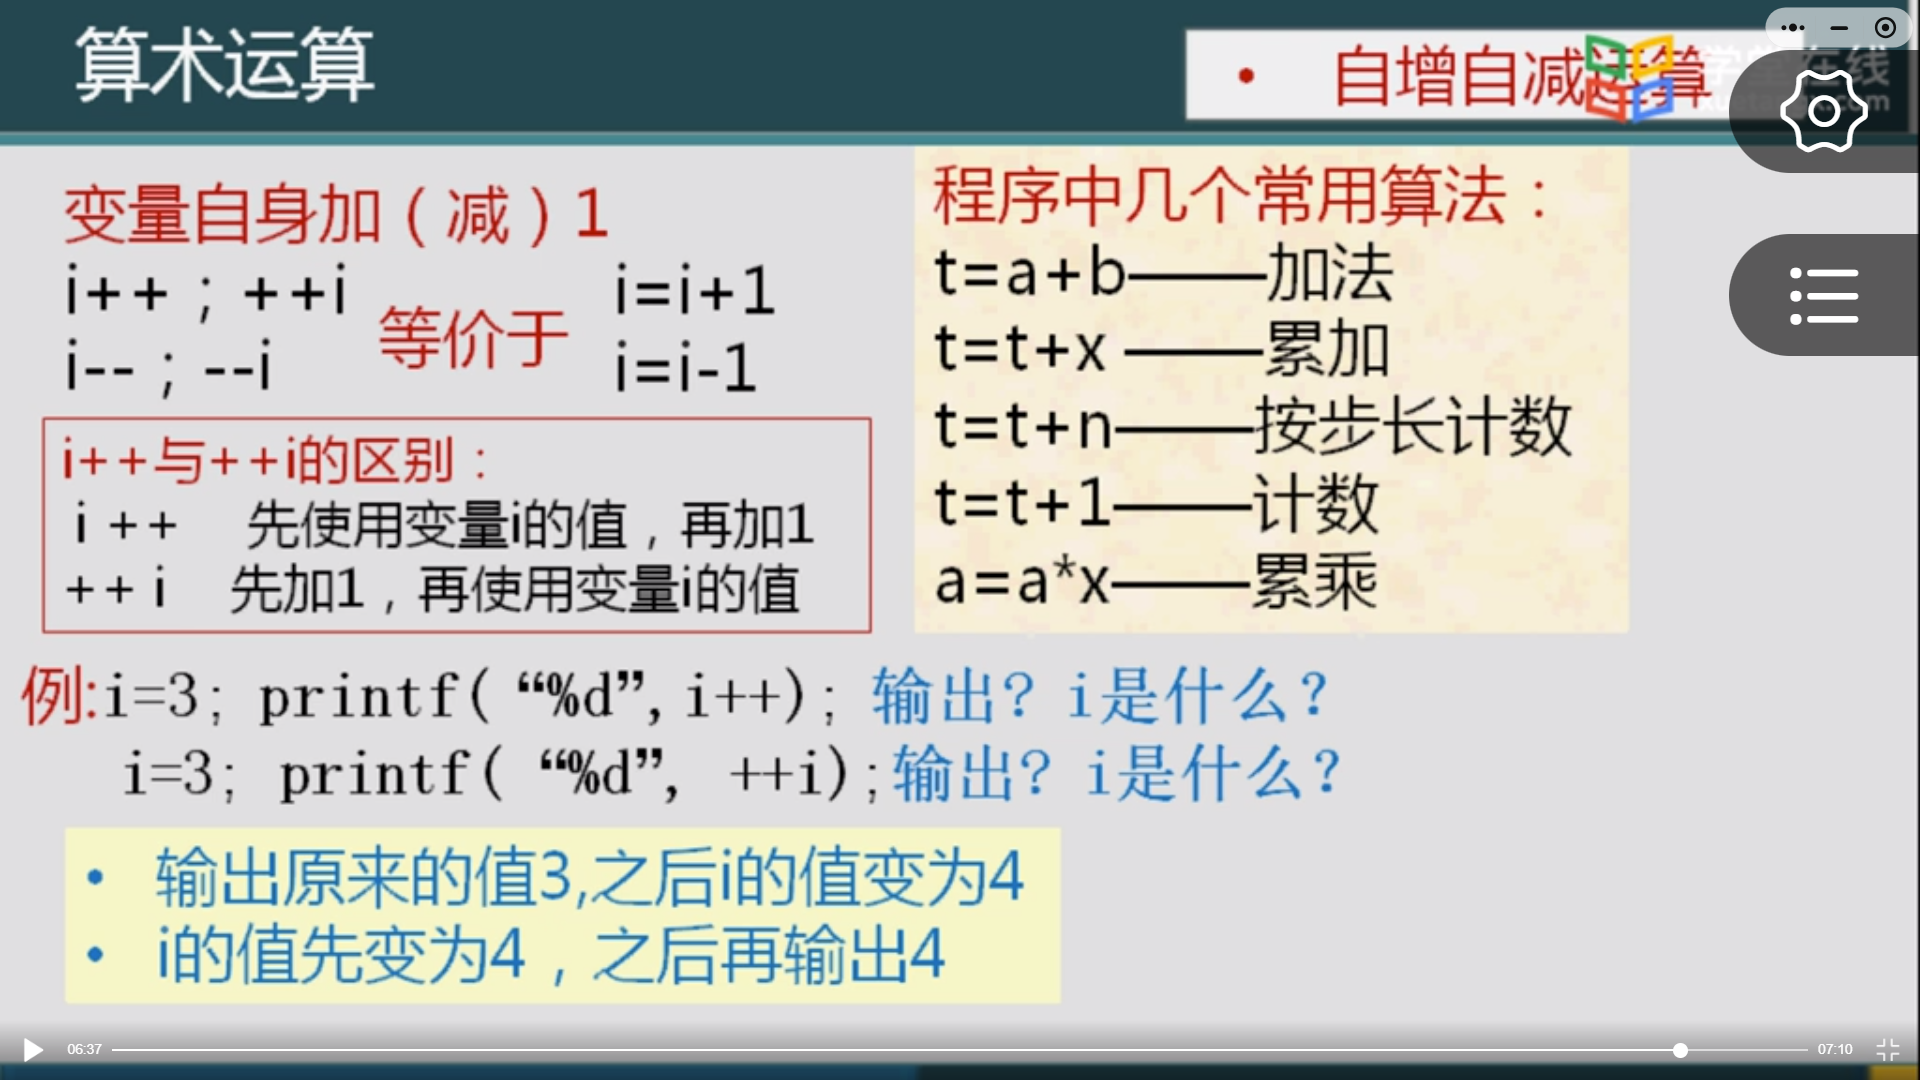 算术运算
• 自增自减运算
学堂在线
xuetangx.com
变量自身加（减）1
i++；++i
i--；--i
等价于
i=i+1
i=i-1
i++与++i的区别：
i ++ 先使用变量i的值，再加1
++ i 先加1，再使用变量i的值
程序中几个常用算法：
t=a+b——加法
t=t+x ——累加
t=t+n——按步长计数
t=t+1——计数
a=a*x——累乘
例:i=3; printf( “%d”, i++); 输出? i是什么?
i=3; printf( “%d”, ++i); 输出? i是什么?
• 输出原来的值3,之后i的值变为4
• i的值先变为4，之后再输出4
06:37
07:10